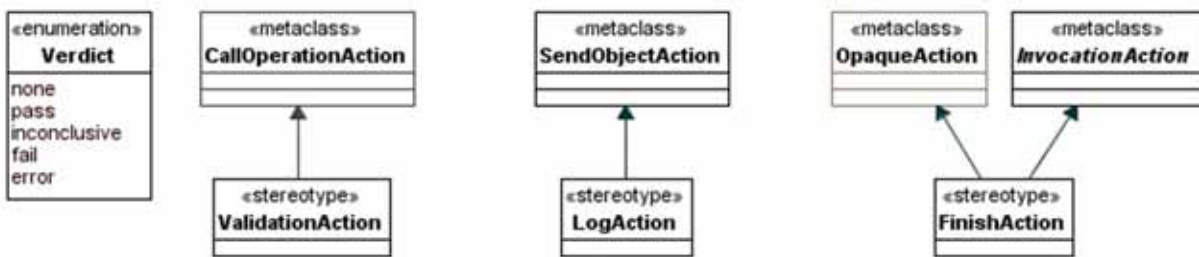 «enumeration»
Verdict
none
pass
inconclusive
fail
error
«metaclass»
CallOperationAction
«stereotype»
ValidationAction
«metaclass»
SendObjectAction
«stereotype»
LogAction
«metaclass»
OpaqueAction
«metaclass»
InvocationAction
«stereotype»
FinishAction